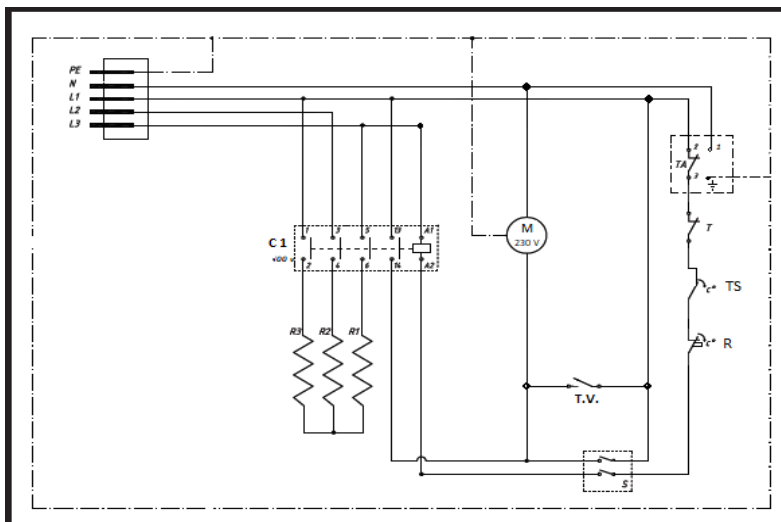 PE
N
L1
L2
L3
2 1
TA
3
T
C°
TS
C°
R
M
230 V
1 3 5 13 A1
C 1
400 v
2 4 6 14 A2
R3 R2 R1
T.V.
S